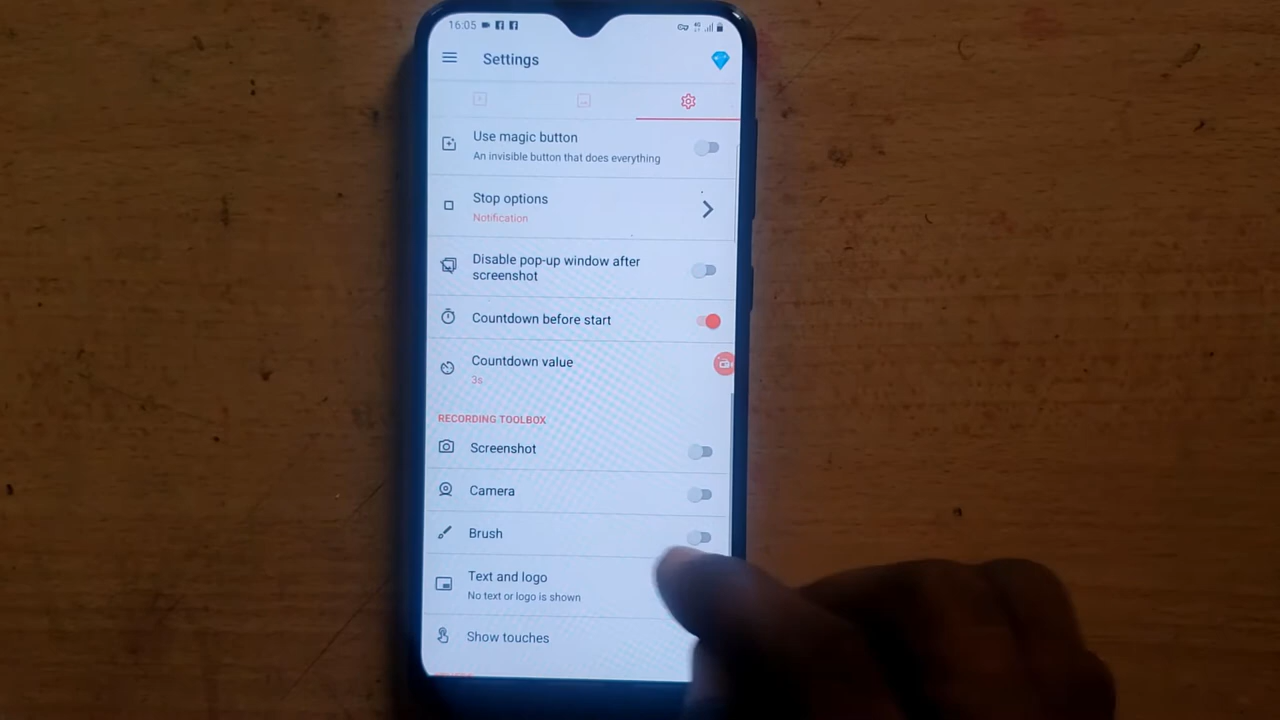 16:05
Settings
Use magic button
An invisible button that does everything
Stop options
Notification
Disable pop-up window after
screenshot
Countdown before start
Countdown value
3s
RECORDING TOOLBOX
Screenshot
Camera
Brush
Text and logo
No text or logo is shown
Show touches